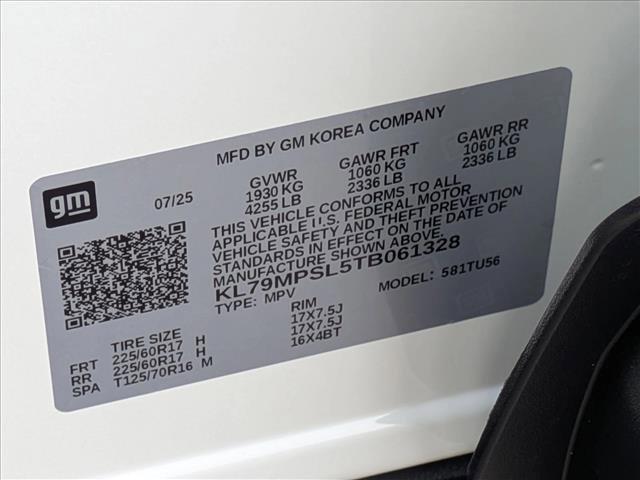 MFD BY GM KOREA COMPANY
gm
07/25
GVWR GAWR FRT GAWR RR
1930 KG 1060 KG 1060 KG
4255 LB 2336 LB 2336 LB
THIS VEHICLE CONFORMS TO ALL
APPLICABLE U.S. FEDERAL MOTOR
VEHICLE SAFETY AND THEFT PREVENTION
STANDARDS IN EFFECT ON THE DATE OF
MANUFACTURE SHOWN ABOVE.
KL79MPSL5TB061328
TYPE: MPV MODEL: 581TU56
TIRE SIZE RIM
FRT 225/60R17 H 17X7.5J
RR 225/60R17 H 17X7.5J
SPA T125/70R16 M 16X4BT